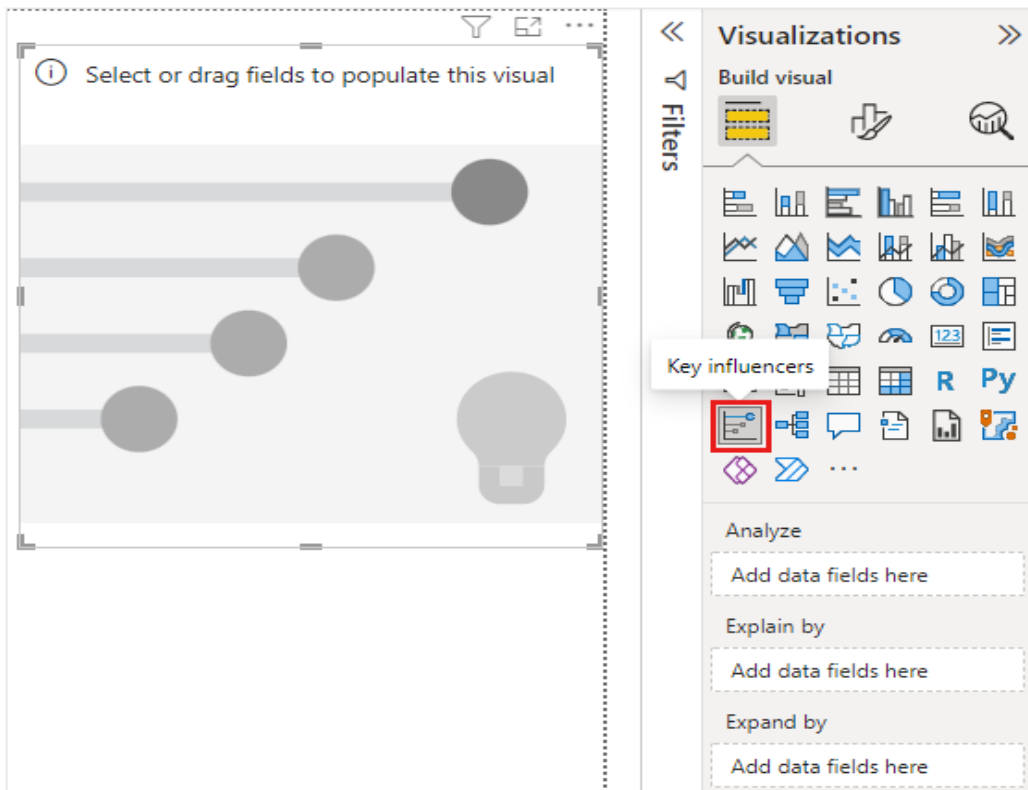 Select or drag fields to populate this visual
Filters
Visualizations
Build visual
123
Key influencers
R
Py
Analyze
Add data fields here
Explain by
Add data fields here
Expand by
Add data fields here